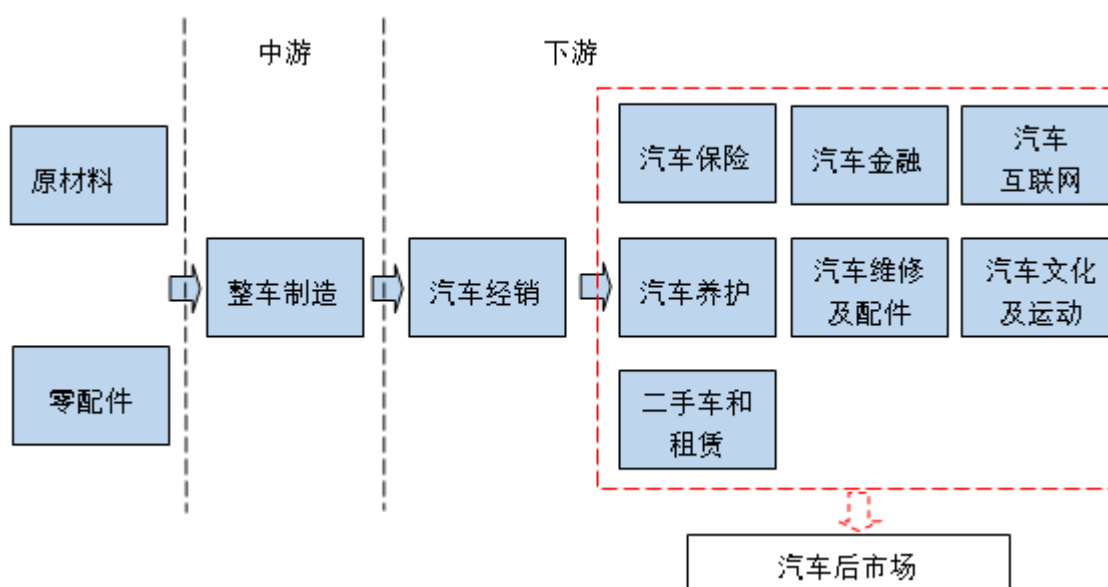 中游
下游
原材料
零配件
整车制造
汽车经销
汽车保险
汽车金融
汽车
互联网
汽车养护
汽车维修
及配件
汽车文化
及运动
二手车和
租赁
汽车后市场